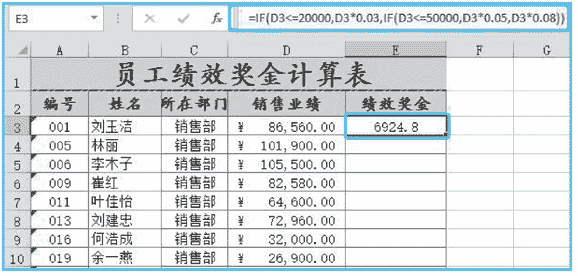 E3 fx =IF(D3<=20000,D3*0.03,IF(D3<=50000,D3*0.05,D3*0.08))
A B C D E F G
1 员工绩效奖金计算表
2 编号 姓名 所在部门 销售业绩 绩效奖金
3 001 刘玉洁 销售部 ¥ 86,560.00 6924.8
4 005 林丽 销售部 ¥ 101,900.00
5 006 李木子 销售部 ¥ 105,500.00
6 009 崔红 销售部 ¥ 82,580.00
7 011 叶佳怡 销售部 ¥ 64,600.00
8 013 刘建忠 销售部 ¥ 72,960.00
9 016 何浩成 销售部 ¥ 32,000.00
10 019 余一燕 销售部 ¥ 26,900.00